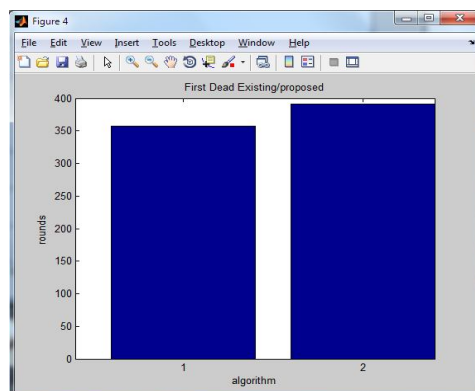 Figure 4
File Edit View Insert Tools Desktop Window Help
First Dead Existing/proposed
400
350
300
250
200
150
100
50
0
rounds
1 2
algorithm